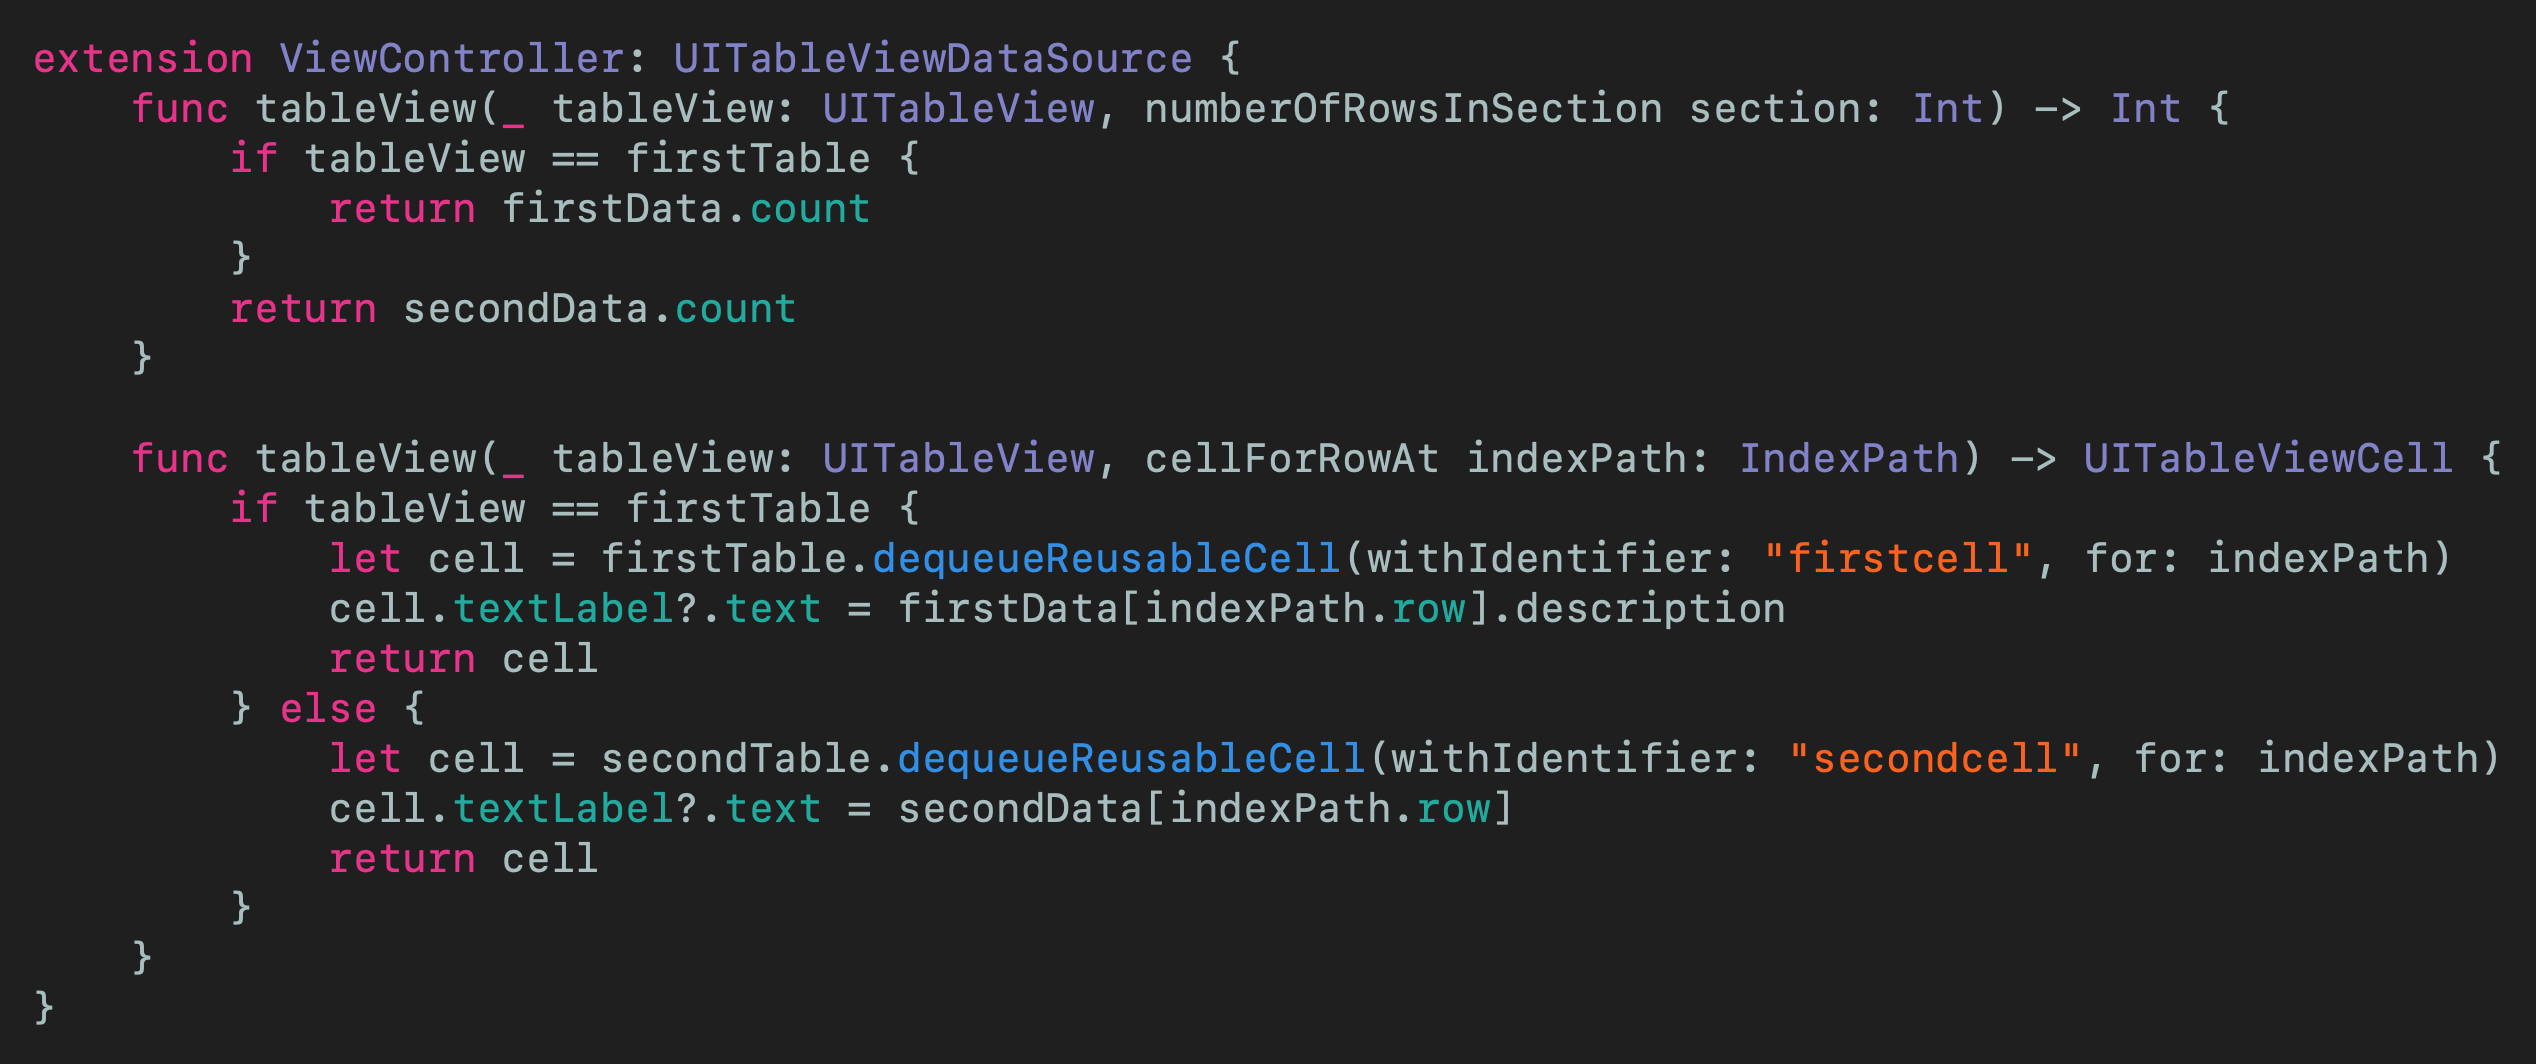 extension ViewController: UITableViewDataSource {
    func tableView(_ tableView: UITableView, numberOfRowsInSection section: Int) -> Int {
        if tableView == firstTable {
            return firstData.count
        }
        return secondData.count
    }

    func tableView(_ tableView: UITableView, cellForRowAt indexPath: IndexPath) -> UITableViewCell {
        if tableView == firstTable {
            let cell = firstTable.dequeueReusableCell(withIdentifier: "firstcell", for: indexPath)
            cell.textLabel?.text = firstData[indexPath.row].description
            return cell
        } else {
            let cell = secondTable.dequeueReusableCell(withIdentifier: "secondcell", for: indexPath)
            cell.textLabel?.text = secondData[indexPath.row]
            return cell
        }
    }
}